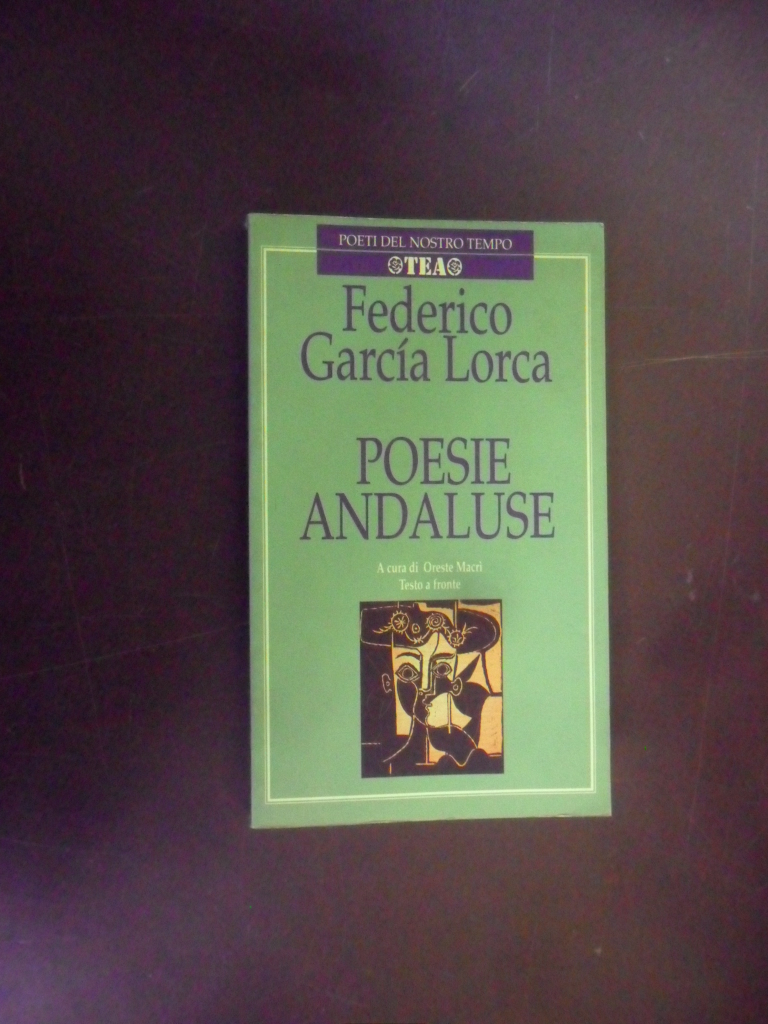 POETI DEL NOSTRO TEMPO
TEA
Federico
García Lorca
POESIE
ANDALUSE
A cura di Oreste Macrì
Testo a fronte